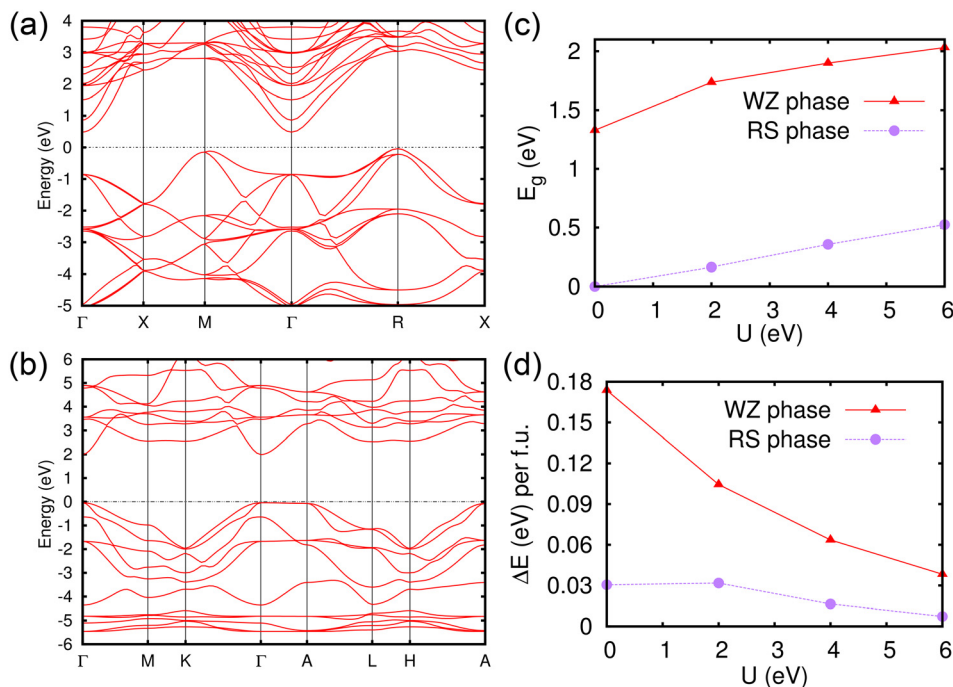 (a)
4
3
2
1
0
-1
-2
-3
-4
-5
Energy (eV)
Γ X M Γ R X
(b)
6
5
4
3
2
1
0
-1
-2
-3
-4
-5
-6
Energy (eV)
Γ M K Γ A L H A
(c)
2
1.5
1
0.5
0
E_g (eV)
WZ phase
RS phase
0 1 2 3 4 5 6
U (eV)
(d)
0.18
0.15
0.12
0.09
0.06
0.03
0
ΔE (eV) per f.u.
WZ phase
RS phase
0 1 2 3 4 5 6
U (eV)